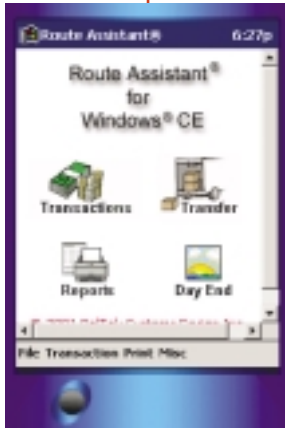 Route Assistant® 6:27p
Route Assistant®
for
Windows® CE
Transactions Transfer
Reports Day End
File Transaction Print Misc